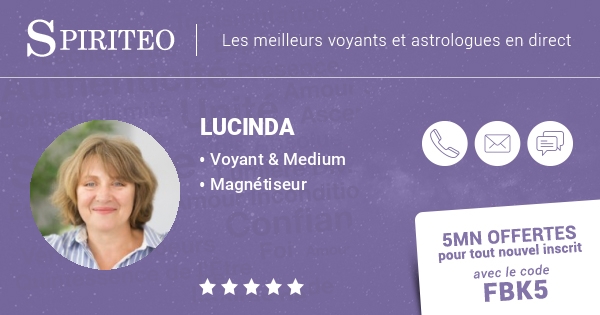 SPIRITEO
Les meilleurs voyants et astrologues en direct
LUCINDA
• Voyant & Medium
• Magnétiseur
5MN OFFERTES
pour tout nouvel inscrit
avec le code
FBK5